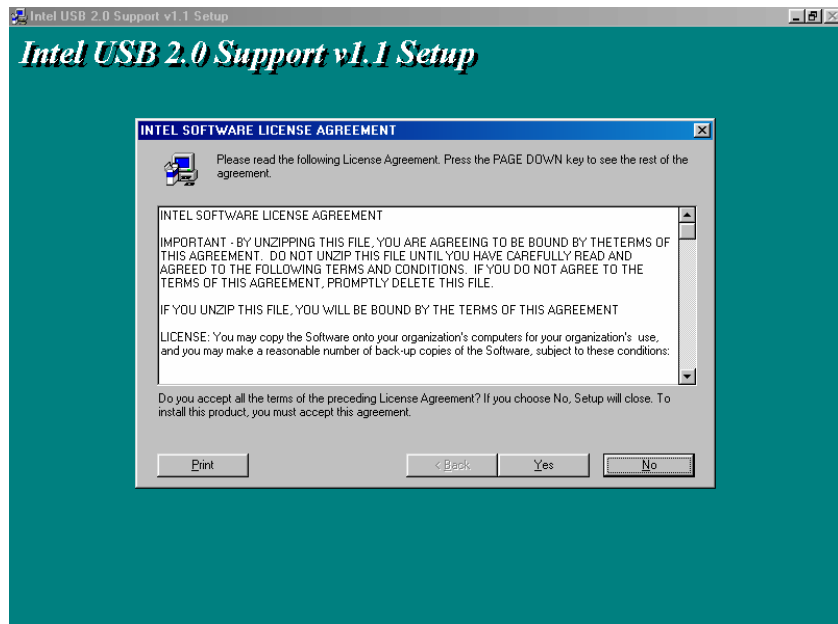 Intel USB 2.0 Support v1.1 Setup
Intel USB 2.0 Support v1.1 Setup
INTEL SOFTWARE LICENSE AGREEMENT
Please read the following License Agreement. Press the PAGE DOWN key to see the rest of the
agreement.
INTEL SOFTWARE LICENSE AGREEMENT
IMPORTANT - BY UNZIPPING THIS FILE, YOU ARE AGREEING TO BE BOUND BY THETERMS OF
THIS AGREEMENT. DO NOT UNZIP THIS FILE UNTIL YOU HAVE CAREFULLY READ AND
AGREED TO THE FOLLOWING TERMS AND CONDITIONS. IF YOU DO NOT AGREE TO THE
TERMS OF THIS AGREEMENT, PROMPTLY DELETE THIS FILE.
IF YOU UNZIP THIS FILE, YOU WILL BE BOUND BY THE TERMS OF THIS AGREEMENT
LICENSE: You may copy the Software onto your organization's computers for your organization's use,
and you may make a reasonable number of back-up copies of the Software, subject to these conditions:
Do you accept all the terms of the preceding License Agreement? If you choose No, Setup will close. To
install this product, you must accept this agreement.
Print
< Back
Yes
No